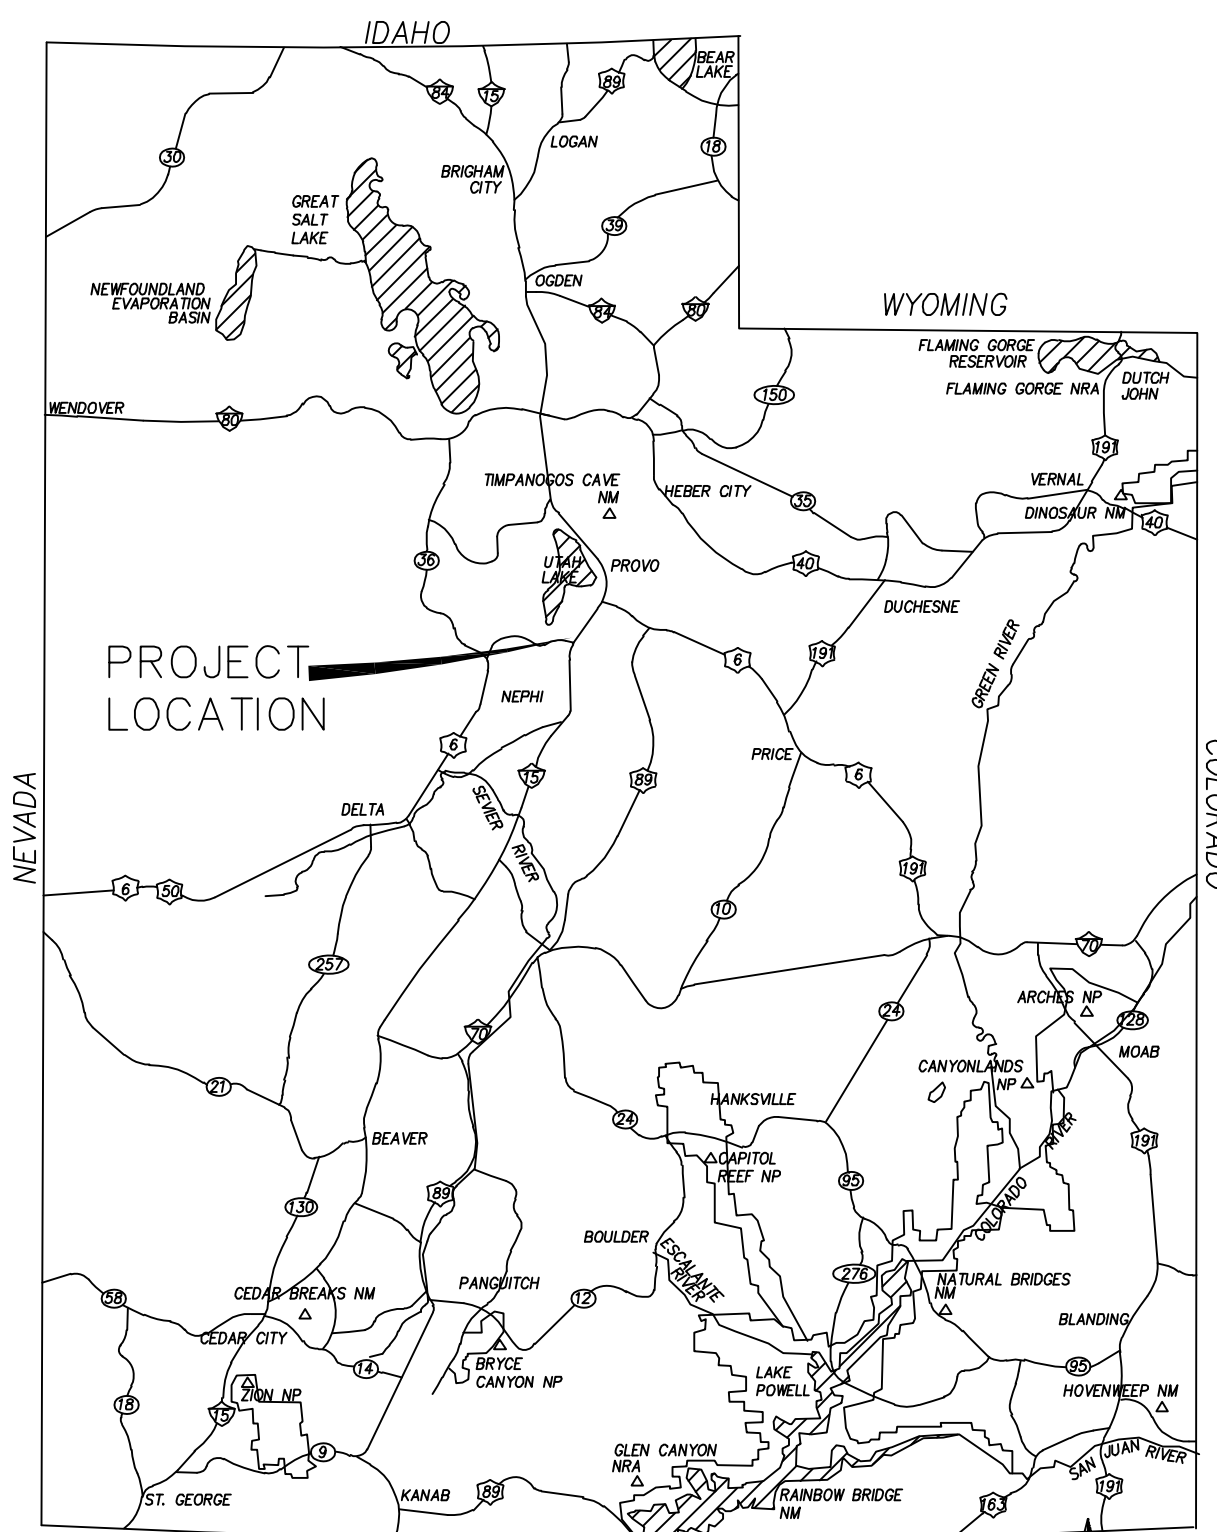 IDAHO
BEAR
LAKE
84
15
89
LOGAN
18
30
BRIGHAM
CITY
GREAT
SALT
LAKE
39
OGDEN
NEWFOUNDLAND
EVAPORATION
BASIN
84
80
WYOMING
FLAMING GORGE
RESERVOIR
FLAMING GORGE NRA
DUTCH
JOHN
150
WENDOVER
80
191
TIMPANOGOS CAVE
NM
HEBER CITY
35
VERNAL
DINOSAUR NM
40
36
UTAH
LAKE
PROVO
40
DUCHESNE
GREEN RIVER
PROJECT
LOCATION
6
191
NEPHI
6
15
89
PRICE
6
NEVADA
COLORADO
DELTA
SEVIER
RIVER
6
50
191
10
257
70
ARCHES NP
24
128
70
MOAB
21
CANYONLANDS
NP
HANKSVILLE
24
RIVER
BEAVER
191
CAPITOL
REEF NP
89
95
130
COLORADO
BOULDER
ESCALANTE
RIVER
276
NATURAL BRIDGES
NM
PANGUITCH
CEDAR BREAKS NM
58
12
BLANDING
CEDAR CITY
14
BRYCE
CANYON NP
LAKE
POWELL
95
HOVENWEEP NM
ZION NP
18
15
9
GLEN CANYON
NRA
SAN JUAN RIVER
ST. GEORGE
KANAB
89
RAINBOW BRIDGE
NM
163
191